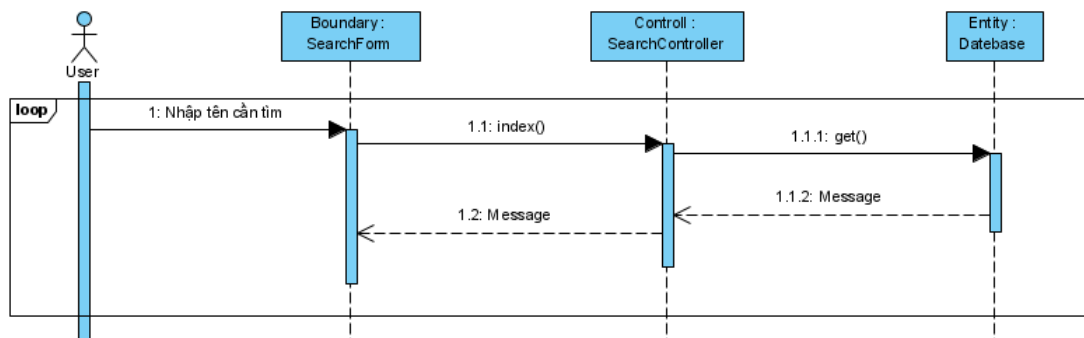 Boundary :
SearchForm
Controll :
SearchController
Entity :
Datebase
User
loop
1: Nhập tên cần tìm
1.1: index()
1.1.1: get()
1.1.2: Message
1.2: Message